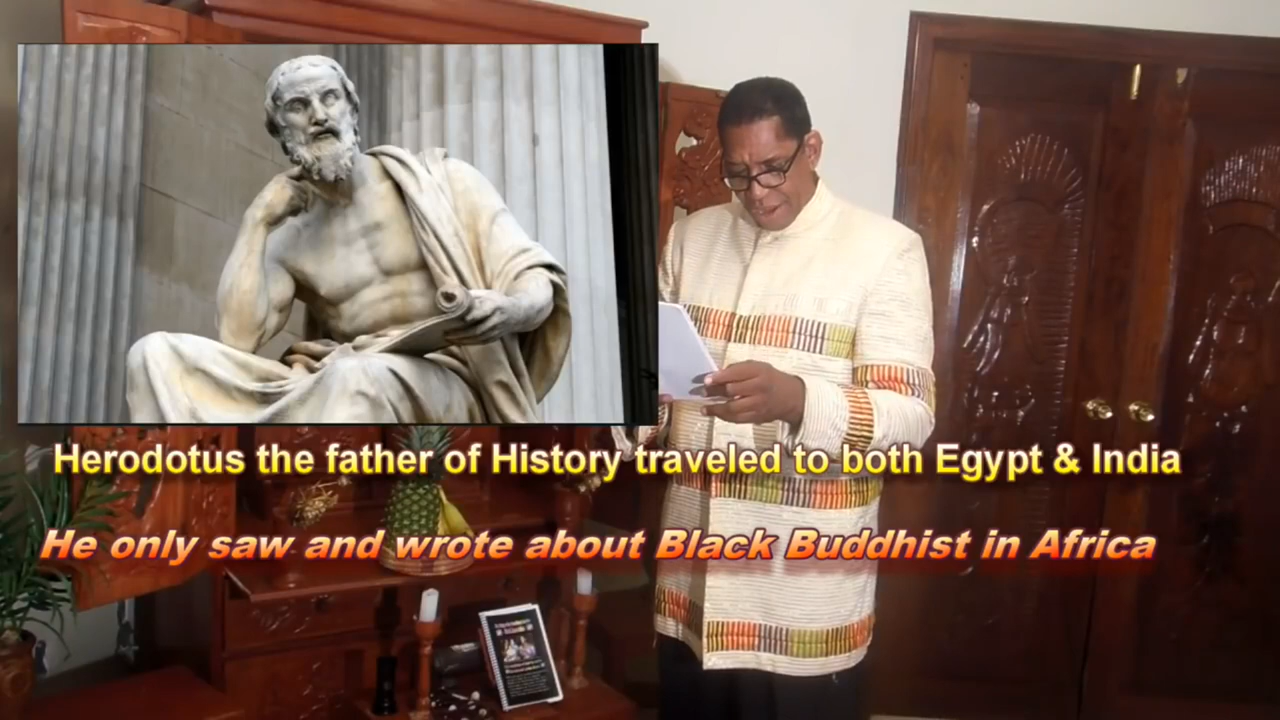 Herodotus the father of History traveled to both Egypt & India
He only saw and wrote about Black Buddhist in Africa